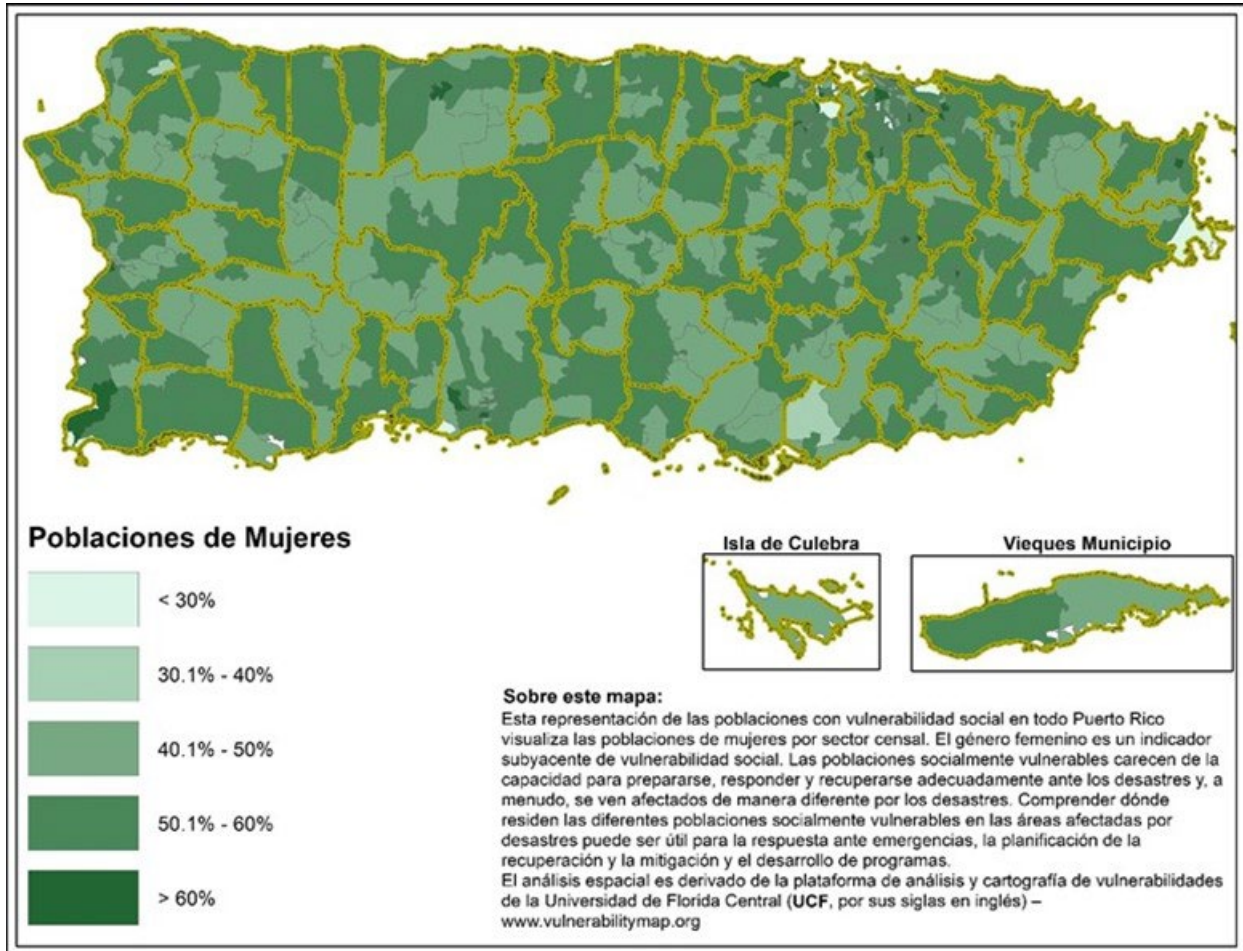 Poblaciones de Mujeres
< 30%
30.1% - 40%
40.1% - 50%
50.1% - 60%
> 60%
Isla de Culebra
Vieques Municipio
Sobre este mapa:
Esta representación de las poblaciones con vulnerabilidad social en todo Puerto Rico
visualiza las poblaciones de mujeres por sector censal. El género femenino es un indicador
subyacente de vulnerabilidad social. Las poblaciones socialmente vulnerables carecen de la
capacidad para prepararse, responder y recuperarse adecuadamente ante los desastres y, a
menudo, se ven afectados de manera diferente por los desastres. Comprender dónde
residen las diferentes poblaciones socialmente vulnerables en las áreas afectadas por
desastres puede ser útil para la respuesta ante emergencias, la planificación de la
recuperación y la mitigación y el desarrollo de programas.
El análisis espacial es derivado de la plataforma de análisis y cartografía de vulnerabilidades
de la Universidad de Florida Central (UCF, por sus siglas en inglés) –
www.vulnerabilitymap.org